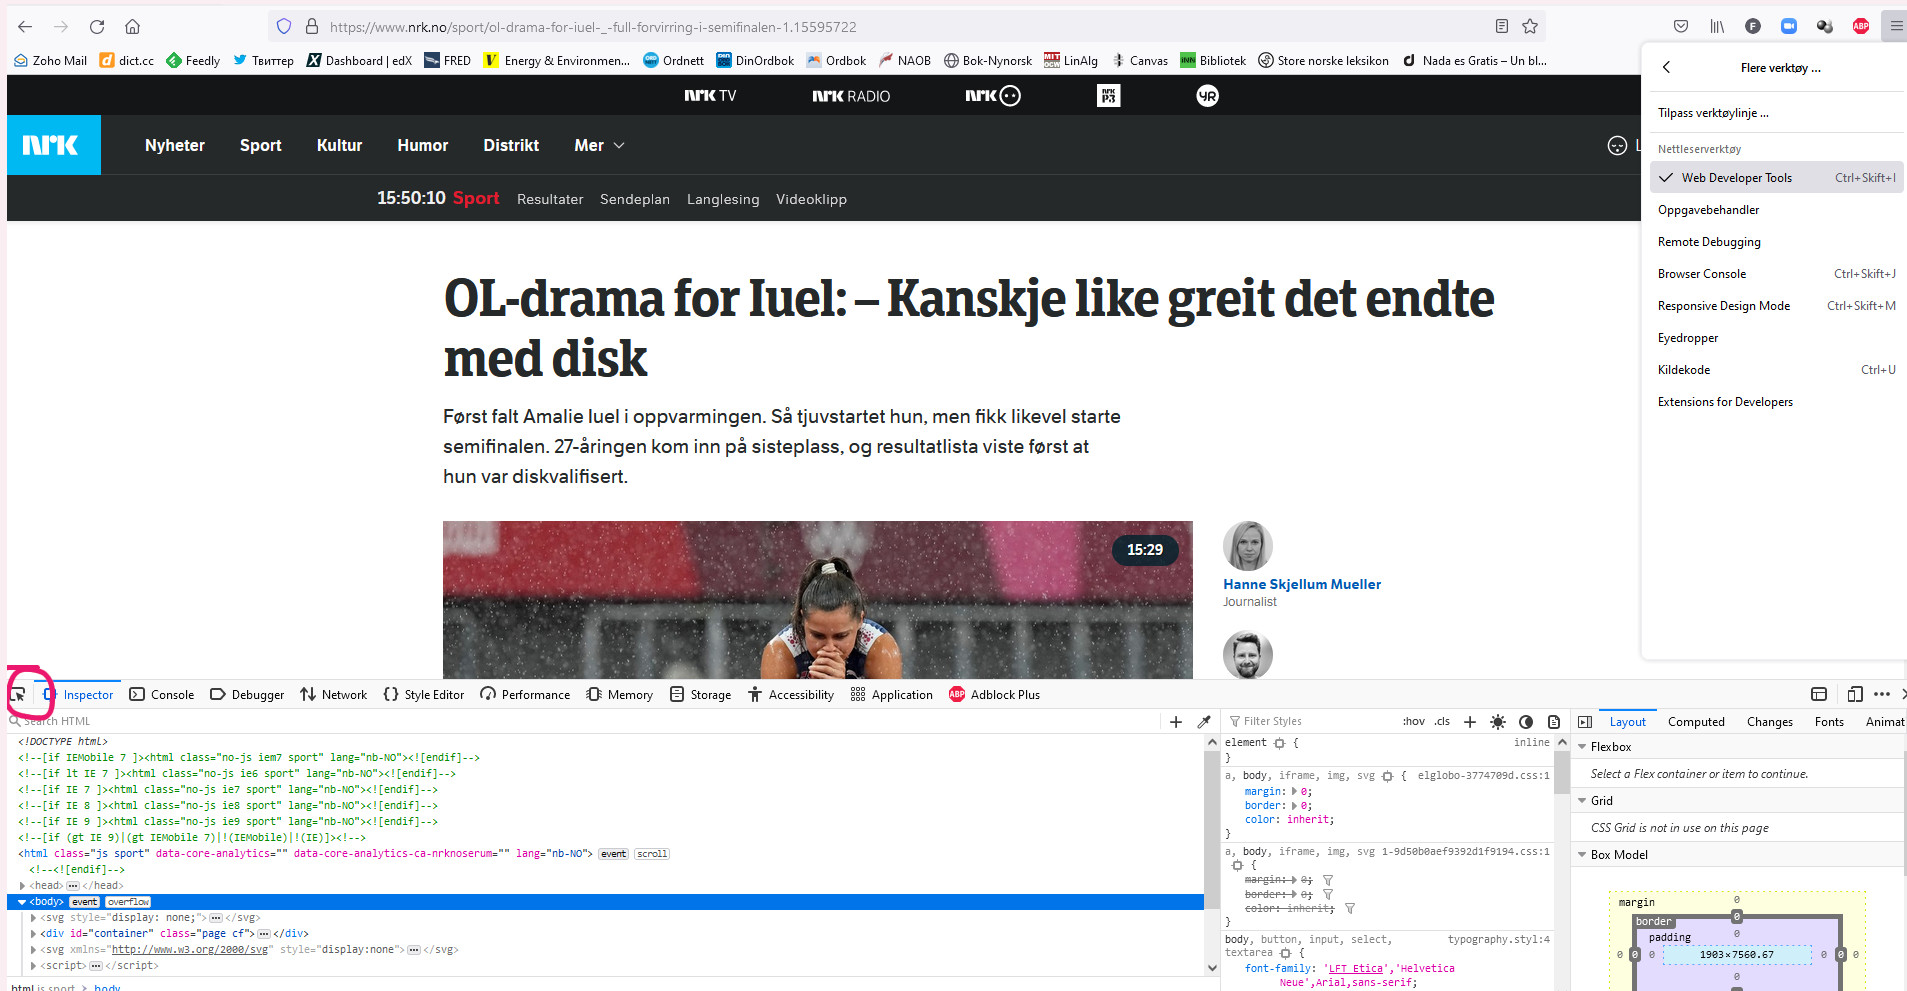 https://www.nrk.no/sport/ol-drama-for-iuel-_-full-forvirring-i-semifinalen-1.15595722
Zoho Mail dict.cc Feedly Твиттер Dashboard | edX FRED Energy & Environmen... Ordnett DinOrdbok Ordbok NAOB Bok-Nynorsk LinAlg Canvas Bibliotek Store norske leksikon Nada es Gratis – Un bl...
Flere verktøy ...
Tilpass verktøylinje ...
Nettleserverktøy
Web Developer Tools Ctrl+Skift+I
Oppgavebehandler
Remote Debugging
Browser Console Ctrl+Skift+J
Responsive Design Mode Ctrl+Skift+M
Eyedropper
Kildekode Ctrl+U
Extensions for Developers
nrk TV nrk RADIO nrk nrk P3 YR
nrk Nyheter Sport Kultur Humor Distrikt Mer L
15:50:10 Sport Resultater Sendeplan Langlesing Videoklipp
OL-drama for Iuel: – Kanskje like greit det endte
med disk
Først falt Amalie Iuel i oppvarmingen. Så tjuvstartet hun, men fikk likevel starte
semifinalen. 27-åringen kom inn på sisteplass, og resultatlista viste først at
hun var diskvalifisert.
15:29
Hanne Skjellum Mueller
Journalist
Inspector Console Debugger Network Style Editor Performance Memory Storage Accessibility Application ABP Adblock Plus
Search HTML
<!DOCTYPE html>
<!--[if IEMobile 7 ]><html class="no-js iem7 sport" lang="nb-NO"><![endif]-->
<!--[if lt IE 7 ]><html class="no-js ie6 sport" lang="nb-NO"><![endif]-->
<!--[if IE 7 ]><html class="no-js ie7 sport" lang="nb-NO"><![endif]-->
<!--[if IE 8 ]><html class="no-js ie8 sport" lang="nb-NO"><![endif]-->
<!--[if IE 9 ]><html class="no-js ie9 sport" lang="nb-NO"><![endif]-->
<!--[if (gt IE 9)|(gt IEMobile 7)|!(IEMobile)|!(IE)]><!-->
<html class="js sport" data-core-analytics="" data-core-analytics-ca-nrknoserum="" lang="nb-NO"> event scroll
<!--<![endif]-->
<head> </head>
<body> event overflow
<svg style="display: none;"> </svg>
<div id="container" class="page cf"> </div>
<svg xmlns="http://www.w3.org/2000/svg" style="display:none"> </svg>
<script> </script>
html.js.sport > body
Filter Styles :hov .cls
element { inline
}
a, body, iframe, img, svg { elglobo-3774709d.css:1
margin: 0;
border: 0;
color: inherit;
}
a, body, iframe, img, svg 1-9d50b0aef9392d1f9194.css:1
{
margin: 0;
border: 0;
color: inherit;
}
body, button, input, select, typography.styl:4
textarea {
font-family: 'LFT Etica','Helvetica
Neue',Arial,sans-serif;
Layout Computed Changes Fonts Animat
Flexbox
Select a Flex container or item to continue.
Grid
CSS Grid is not in use on this page
Box Model
margin 0
border 0
padding 0
0 0 0 1903×7560.67 0 0 0
0